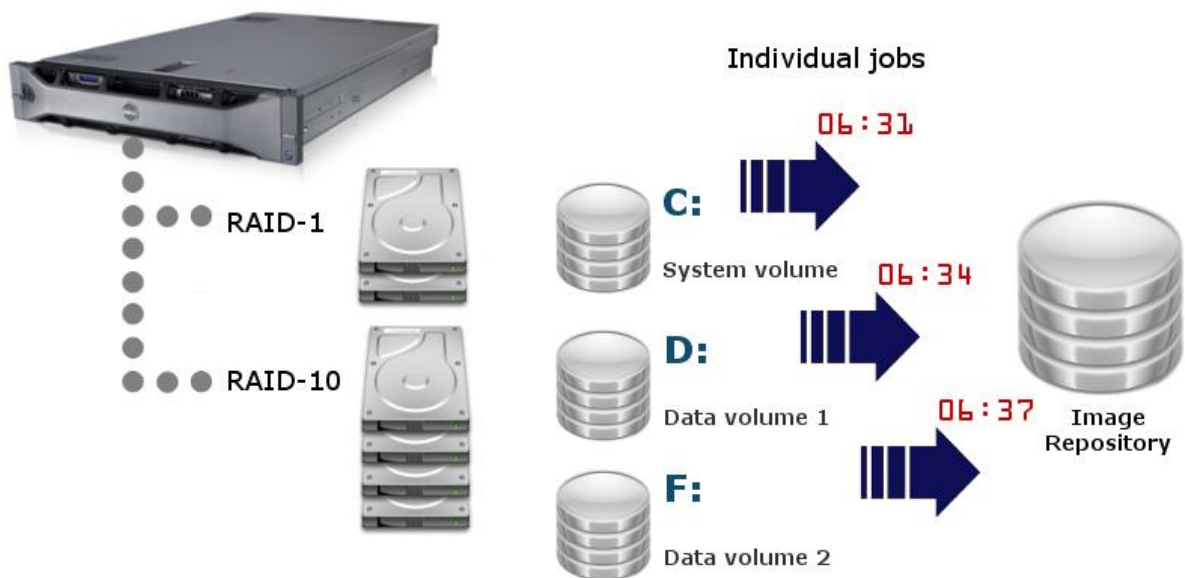 Individual jobs
06:31
RAID-1
C:
System volume
06:34
D:
RAID-10
Data volume 1
06:37
Image
Repository
F:
Data volume 2